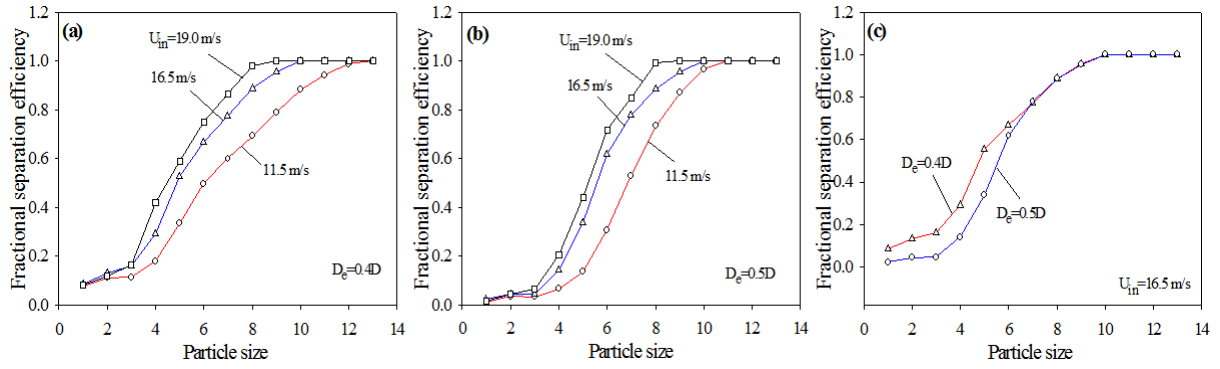 (a)
Fractional separation efficiency
1.2
1.0
0.8
0.6
0.4
0.2
0.0
U_in=19.0 m/s
16.5 m/s
11.5 m/s
D_e=0.4D
0 2 4 6 8 10 12 14
Particle size
(b)
Fractional separation efficiency
1.2
1.0
0.8
0.6
0.4
0.2
0.0
U_in=19.0 m/s
16.5 m/s
11.5 m/s
D_e=0.5D
0 2 4 6 8 10 12 14
Particle size
(c)
Fractional separation efficiency
1.2
1.0
0.8
0.6
0.4
0.2
0.0
D_e=0.4D
D_e=0.5D
U_in=16.5 m/s
0 2 4 6 8 10 12 14
Particle size